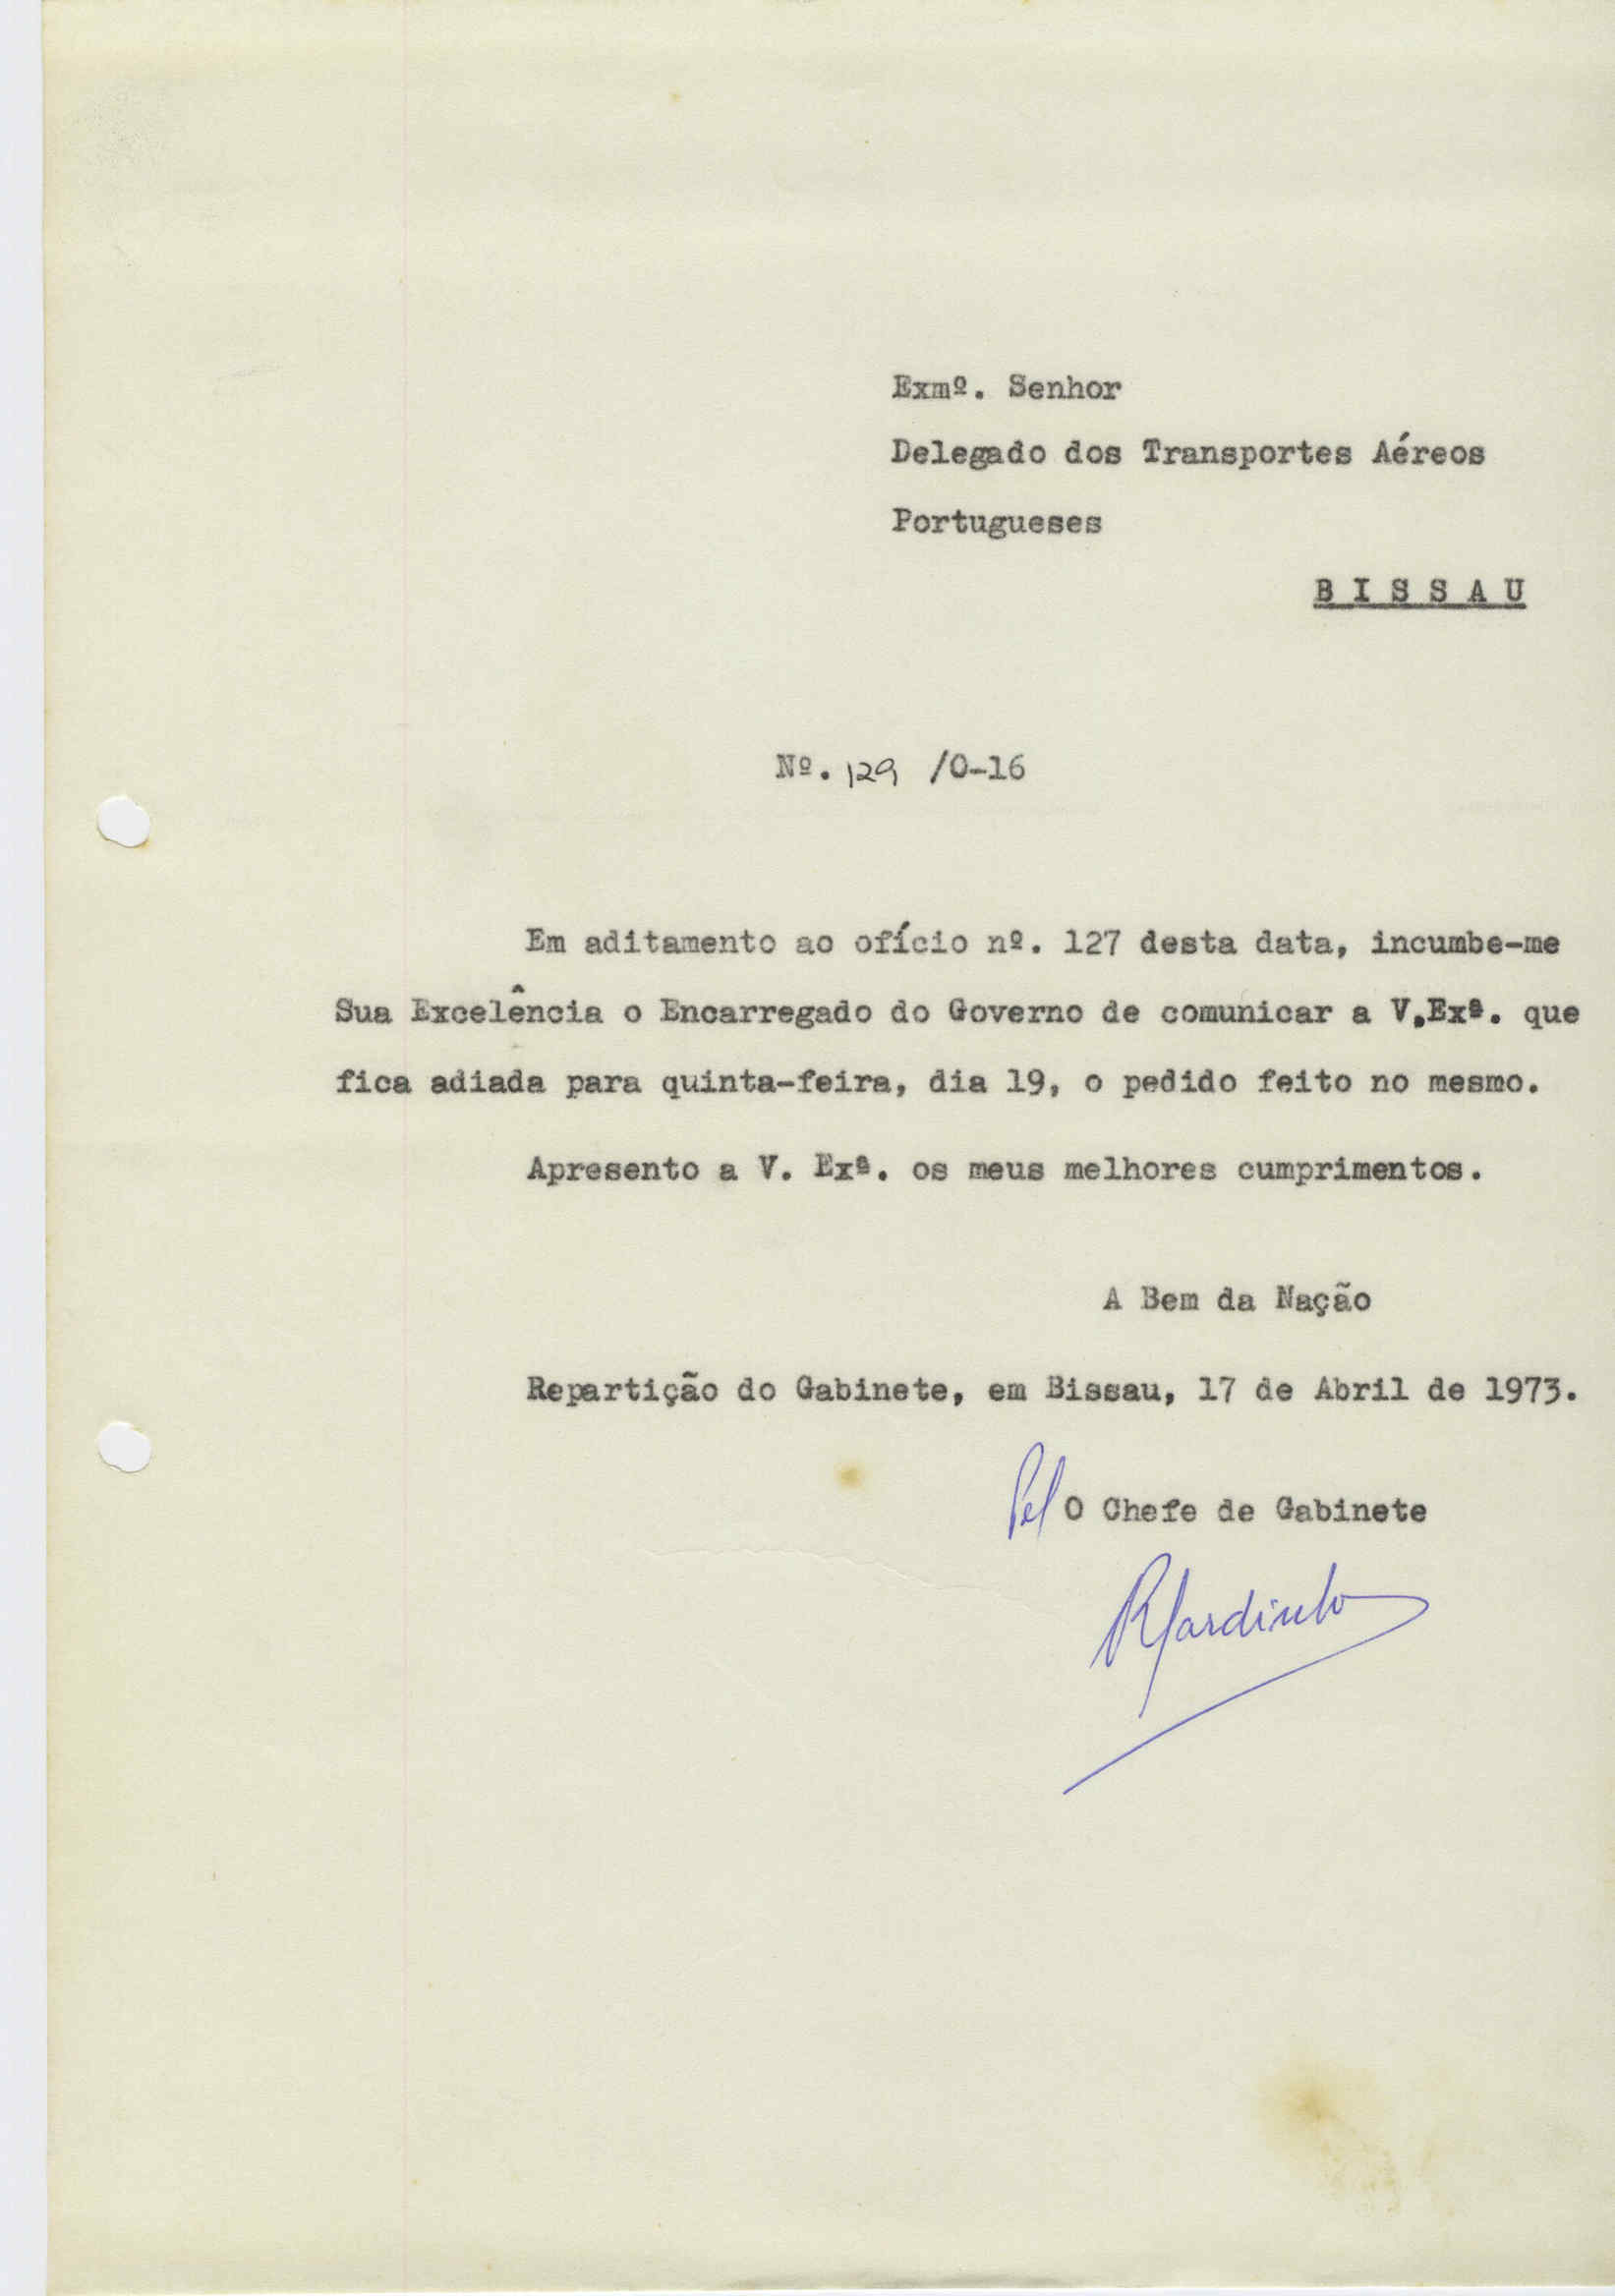 Exmº. Senhor
Delegado dos Transportes Aéreos
Portugueses
B I S S A U
Nº. 129 /O-16
Em aditamento ao ofício nº. 127 desta data, incumbe-me
Sua Excelência o Encarregado do Governo de comunicar a V.Exª. que
fica adiada para quinta-feira, dia 19, o pedido feito no mesmo.
Apresento a V. Exª. os meus melhores cumprimentos.
A Bem da Nação
Repartição do Gabinete, em Bissau, 17 de Abril de 1973.
Pel O Chefe de Gabinete